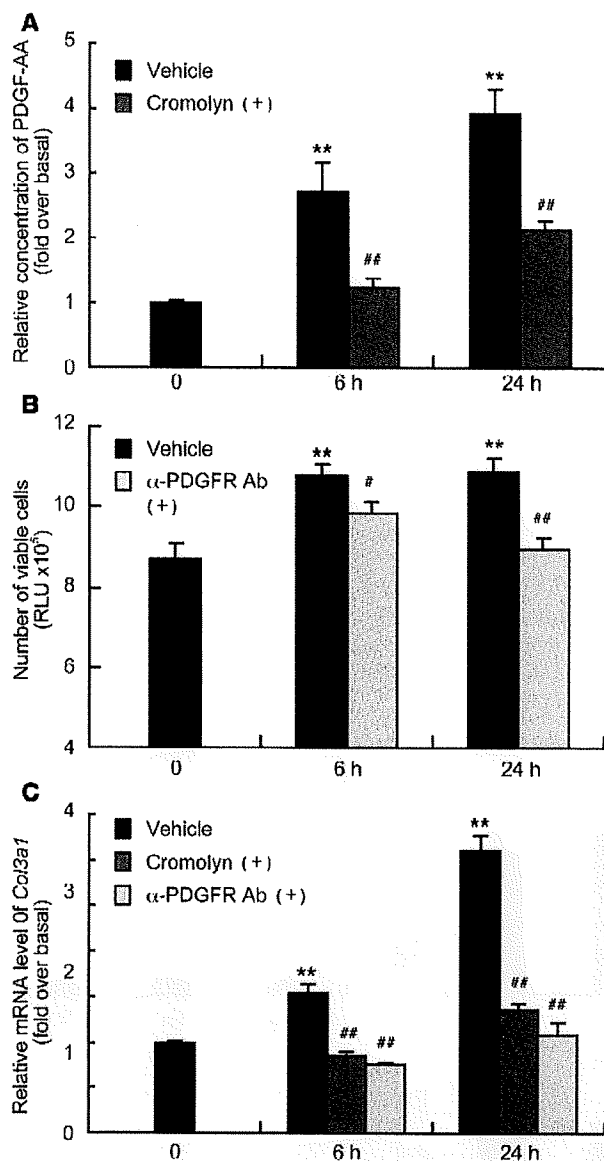 A
Relative concentration of PDGF-AA
(fold over basal)
5
4
3
2
1
0
Vehicle
Cromolyn (+)
**
##
**
##
0
6 h
24 h
B
Number of viable cells
(RLU x10⁵)
12
10
8
6
4
Vehicle
α-PDGFR Ab
(+)
**
#
**
##
0
6 h
24 h
C
Relative mRNA level 0f Col3a1
(fold over basal)
4
3
2
1
0
Vehicle
Cromolyn (+)
α-PDGFR Ab (+)
**
##
##
**
##
##
0
6 h
24 h